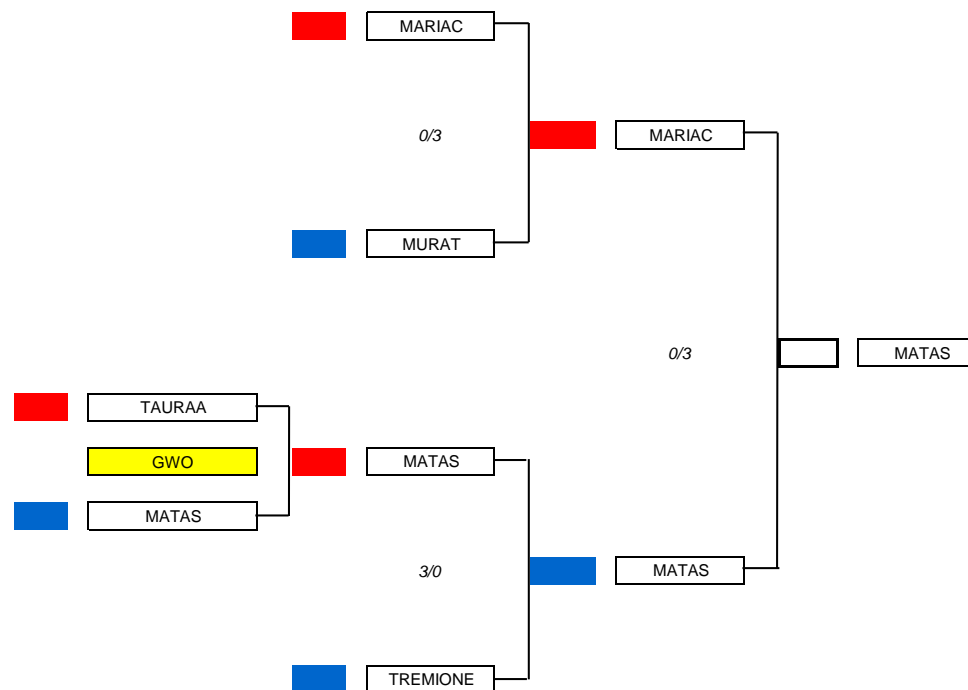 MARIAC
0/3
MARIAC
MURAT
0/3
MATAS
TAURAA
GWO
MATAS
MATAS
3/0
MATAS
TREMIONE